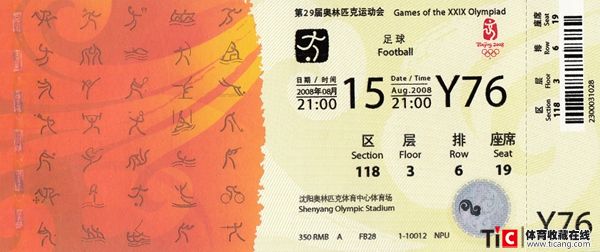 第29届奥林匹克运动会 Games of the XXIX Olympiad
足球
Football
Beijing 2008
日期 / 时间
2008年08月
21:00
15
Date / Time
Aug.2008
21:00
Y76
区 层 排 座席
Section Floor Row Seat
118 3 6 19
沈阳奥林匹克体育中心体育场
Shenyang Olympic Stadium
350 RMB A FB28 1-10012 NPU
座席 Seat 19
排 Row 6
层 Floor 3
区 Section 118
2300031028
Y76
TiC 体育收藏在线
www.ticang.com